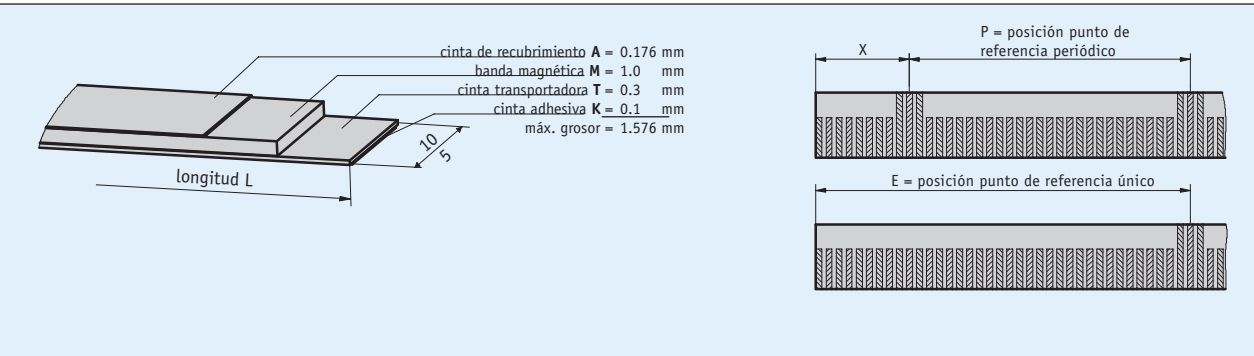 cinta de recubrimiento A = 0.176 mm
banda magnética M = 1.0 mm
cinta transportadora T = 0.3 mm
cinta adhesiva K = 0.1 mm
máx. grosor = 1.576 mm
10
5
longitud L
P = posición punto de
referencia periódico
X
E = posición punto de referencia único